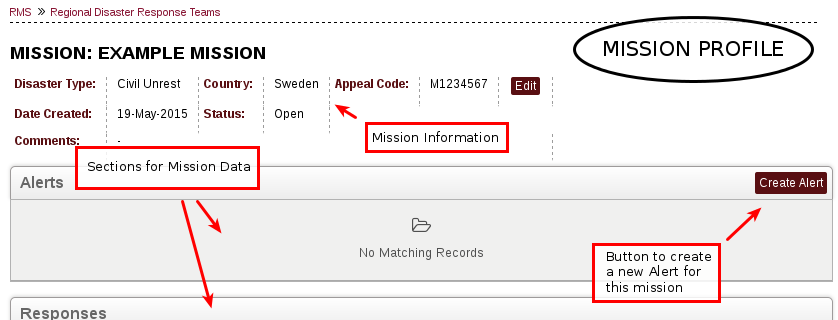 RMS » Regional Disaster Response Teams
MISSION PROFILE
MISSION: EXAMPLE MISSION
Disaster Type: Civil Unrest Country: Sweden Appeal Code: M1234567 Edit
Date Created: 19-May-2015 Status: Open
Mission Information
Comments: -
Sections for Mission Data
Alerts Create Alert
No Matching Records
Button to create
a new Alert for
this mission
Responses